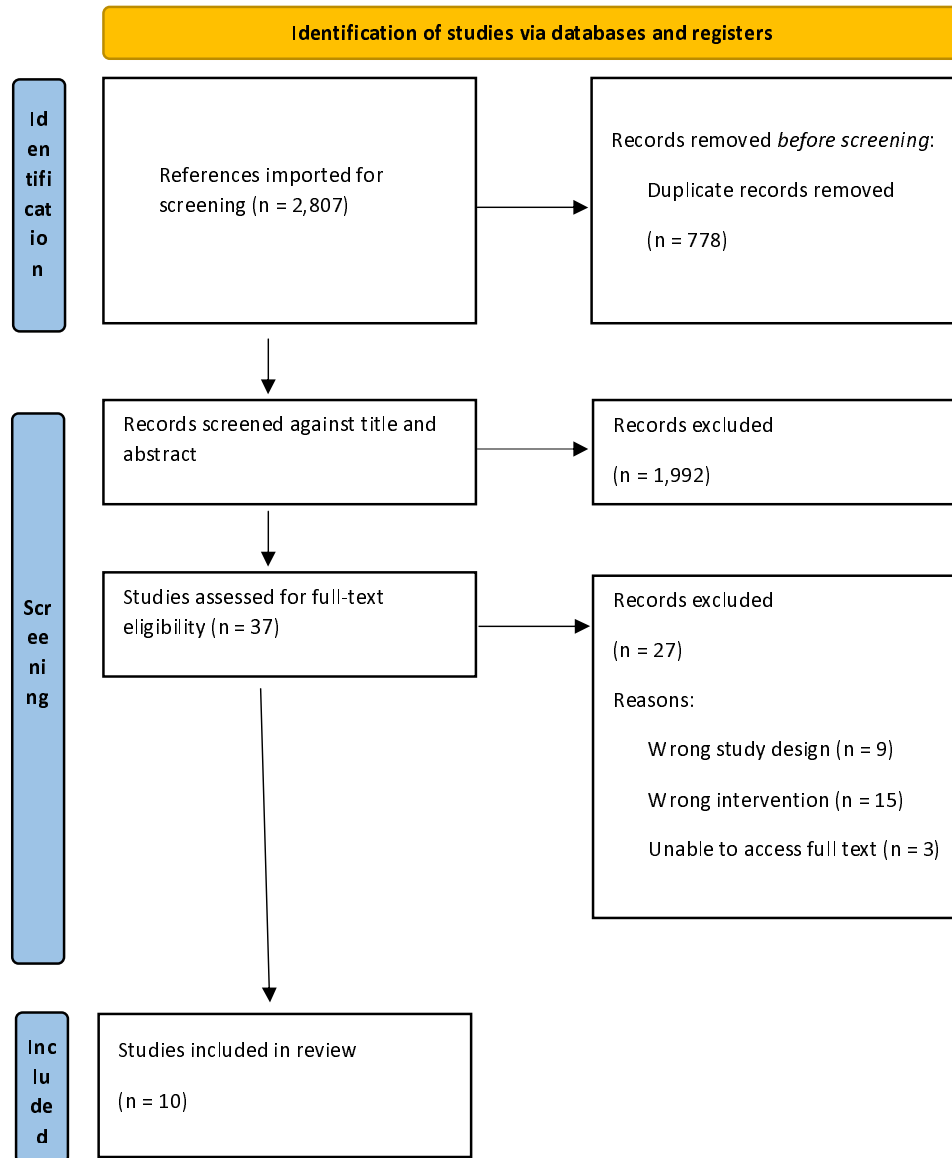 Identification of studies via databases and registers
Id
en
tifi
cat
io
n
References imported for
screening (n = 2,807)
Records removed before screening:
Duplicate records removed
(n = 778)
Scr
ee
ni
ng
Records screened against title and
abstract
Records excluded
(n = 1,992)
Studies assessed for full-text
eligibility (n = 37)
Records excluded
(n = 27)
Reasons:
Wrong study design (n = 9)
Wrong intervention (n = 15)
Unable to access full text (n = 3)
Inc
lu
de
d
Studies included in review
(n = 10)